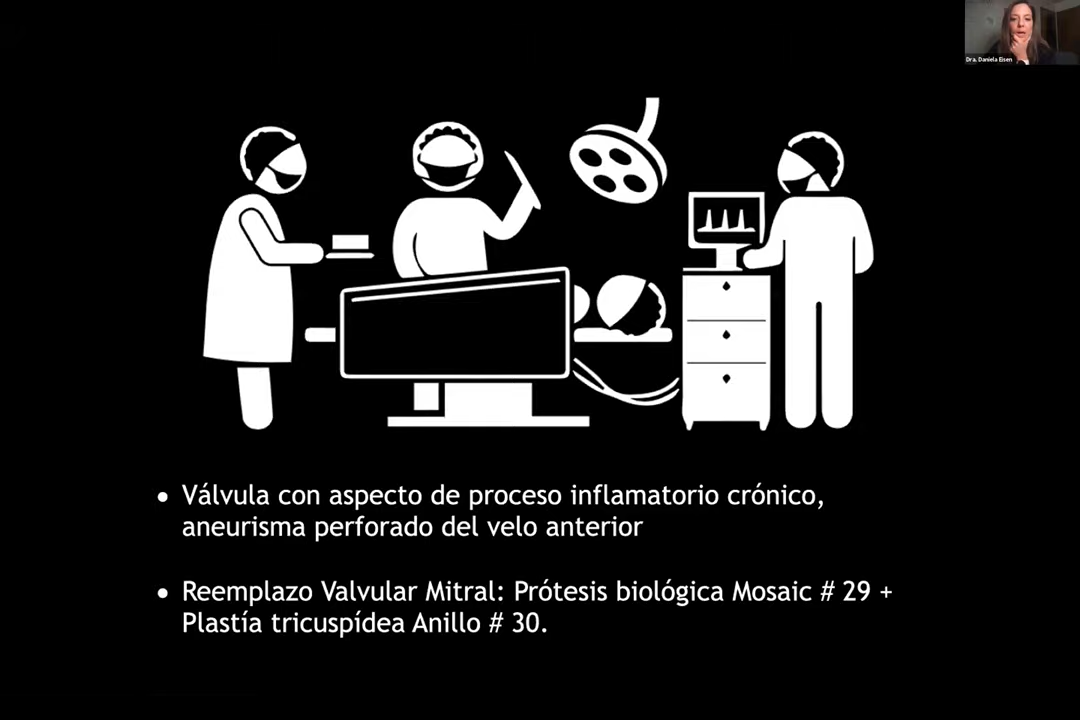 Dra. Daniela Eisen
• Válvula con aspecto de proceso inflamatorio crónico,
aneurisma perforado del velo anterior
• Reemplazo Valvular Mitral: Prótesis biológica Mosaic # 29 +
Plastía tricuspídea Anillo # 30.